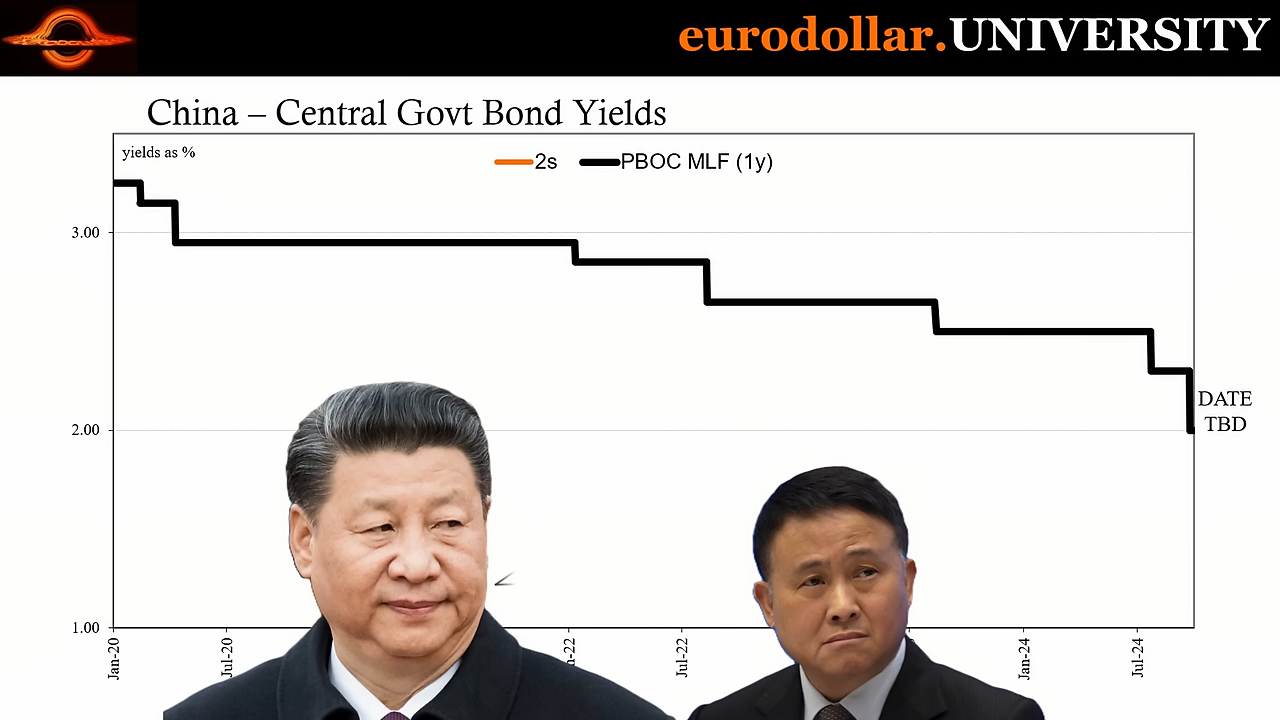 eurodollar.UNIVERSITY
China – Central Govt Bond Yields
yields as %
2s PBOC MLF (1y)
3.00
2.00
1.00
DATE
TBD
Jan-20 Jul-20 n-22 Jul-22 Jan-24 Jul-24